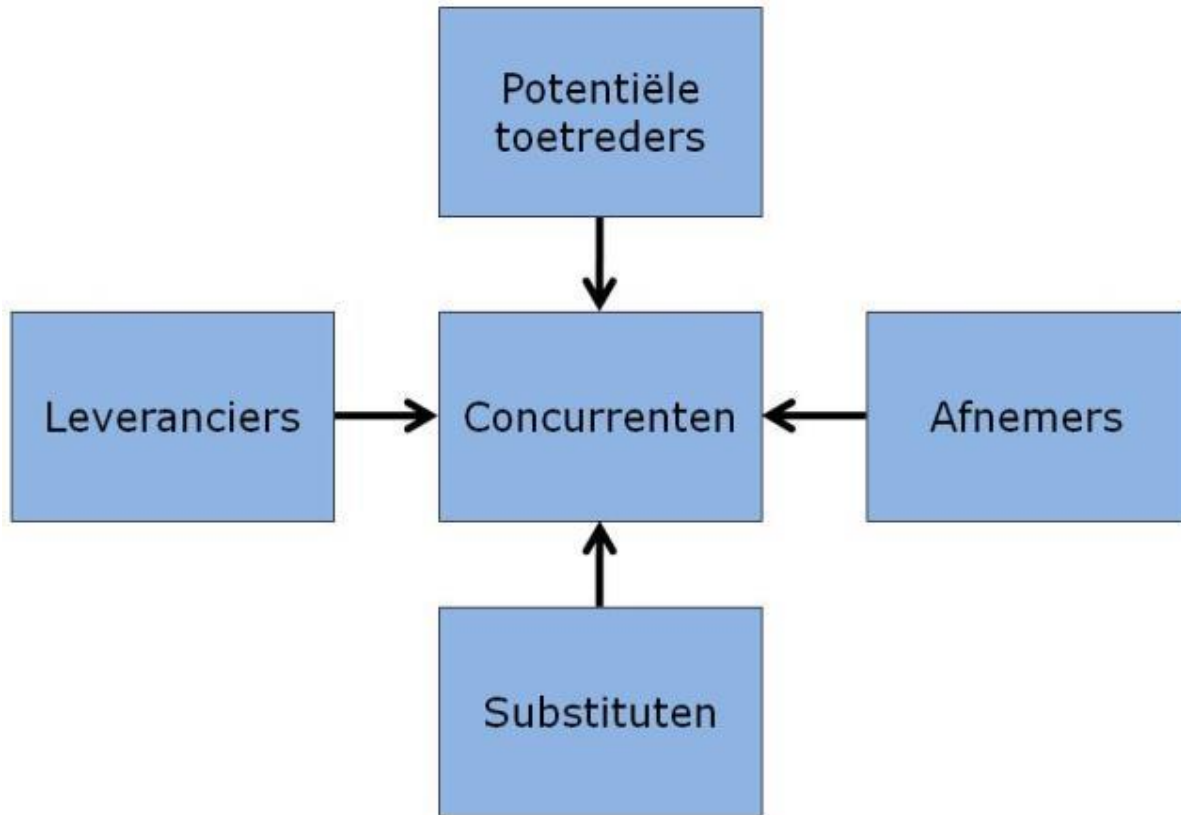 Potentiële
toetreders
Leveranciers
Concurrenten
Afnemers
Substituten